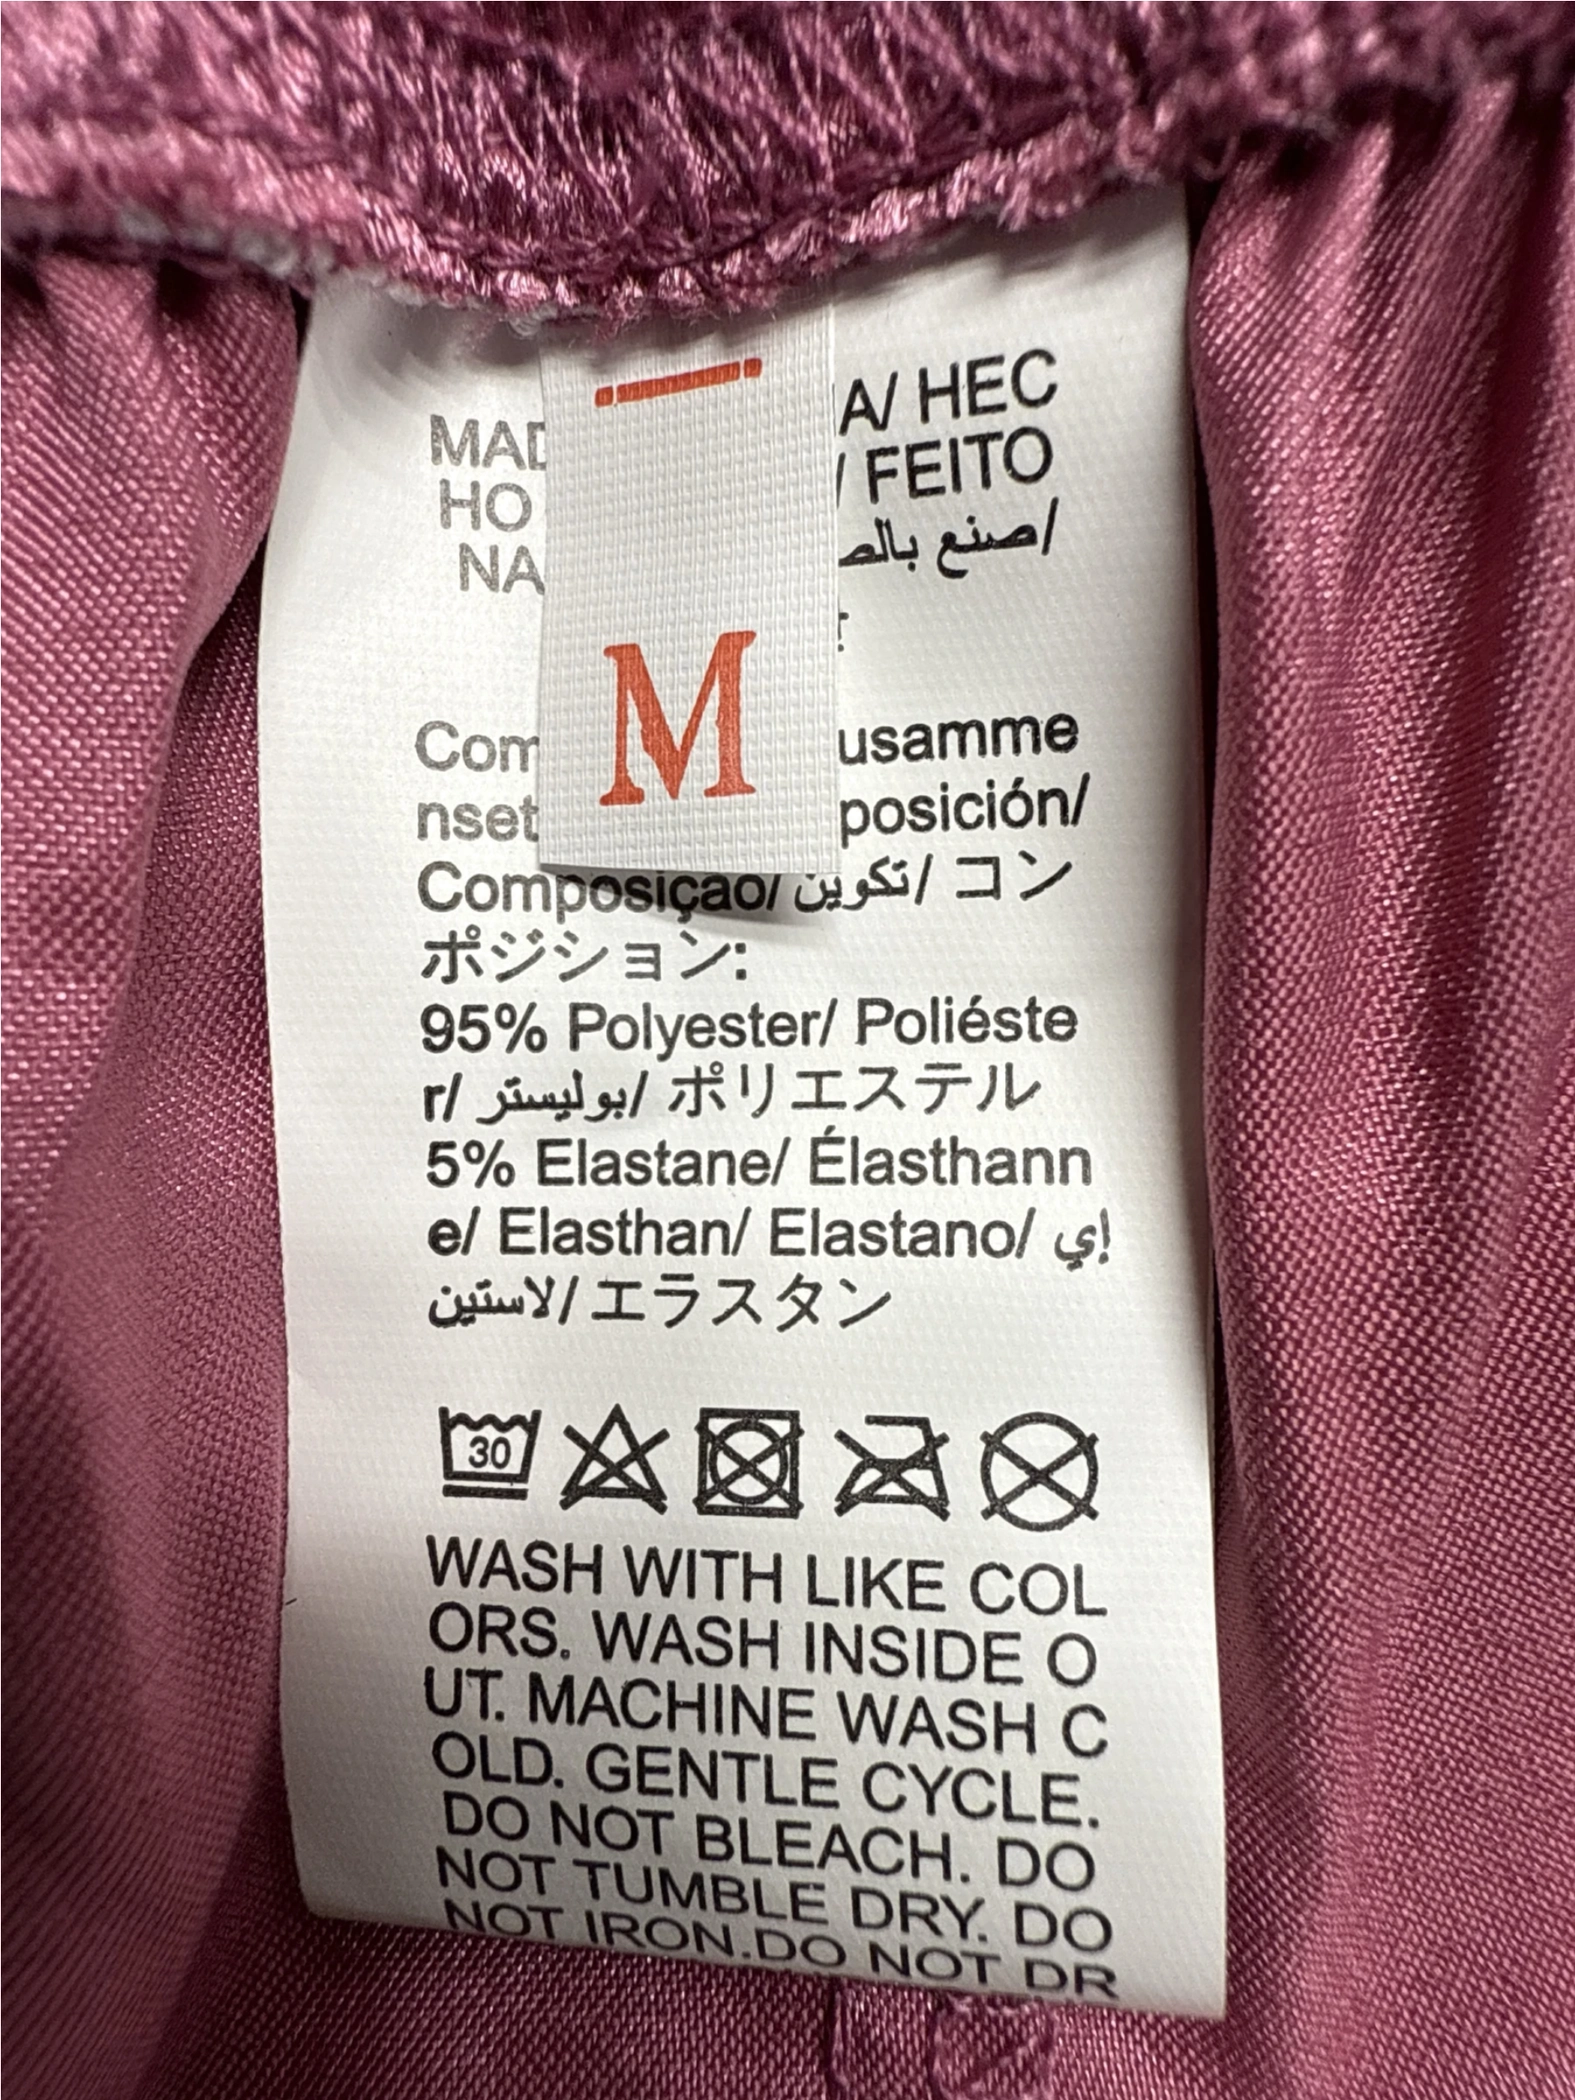 MAD
HO
NA
A/ HEC
/ FEITO
صنع بالص/
M
Com
usamme
nset
posición/
Composiçao/ تكوين/ コン
ポジション:
95% Polyester/ Poliéste
r/ بوليستر/ ポリエステル
5% Elastane/ Élasthann
e/ Elasthan/ Elastano/ إي
لاستين/ エラスタン
30
WASH WITH LIKE COL
ORS. WASH INSIDE O
UT. MACHINE WASH C
OLD. GENTLE CYCLE.
DO NOT BLEACH. DO
NOT TUMBLE DRY. DO
NOT IRON.DO NOT DR